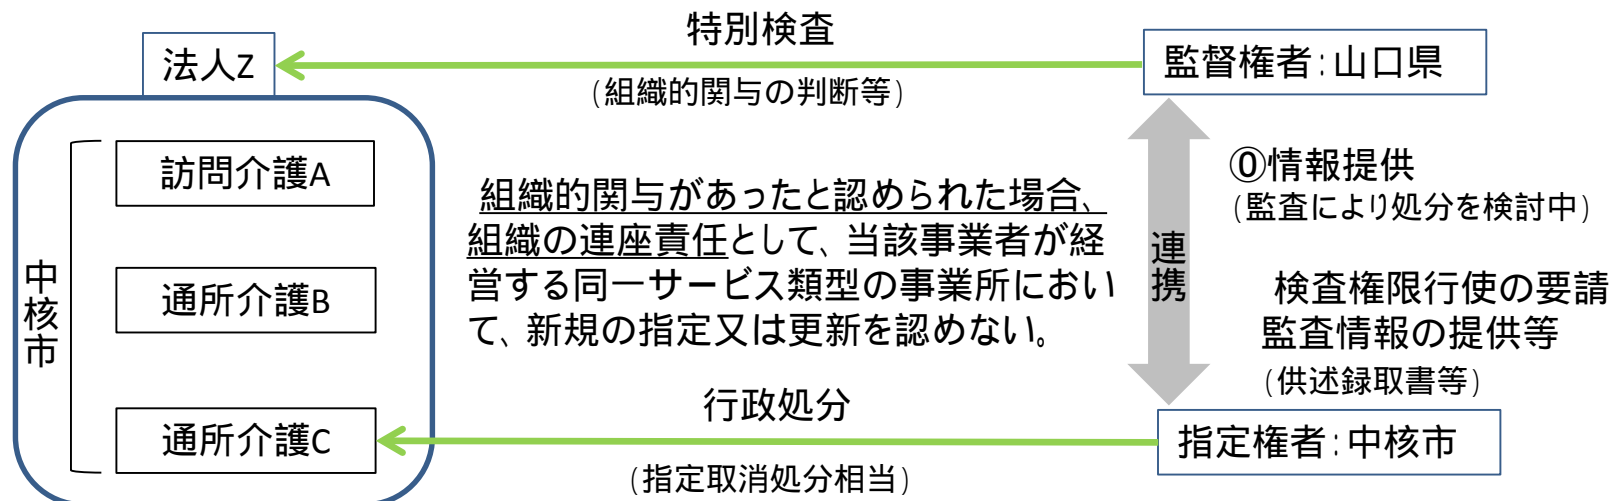 特別検査
法人Z
監督権者：山口県
（組織的関与の判断等）
訪問介護A
⓪情報提供
（監査により処分を検討中）
組織的関与があったと認められた場合、
組織の連座責任として、当該事業者が経
営する同一サービス類型の事業所におい
て、新規の指定又は更新を認めない。
連携
中核市
通所介護B
検査権限行使の要請
監査情報の提供等
（供述録取書等）
行政処分
通所介護C
指定権者：中核市
（指定取消処分相当）